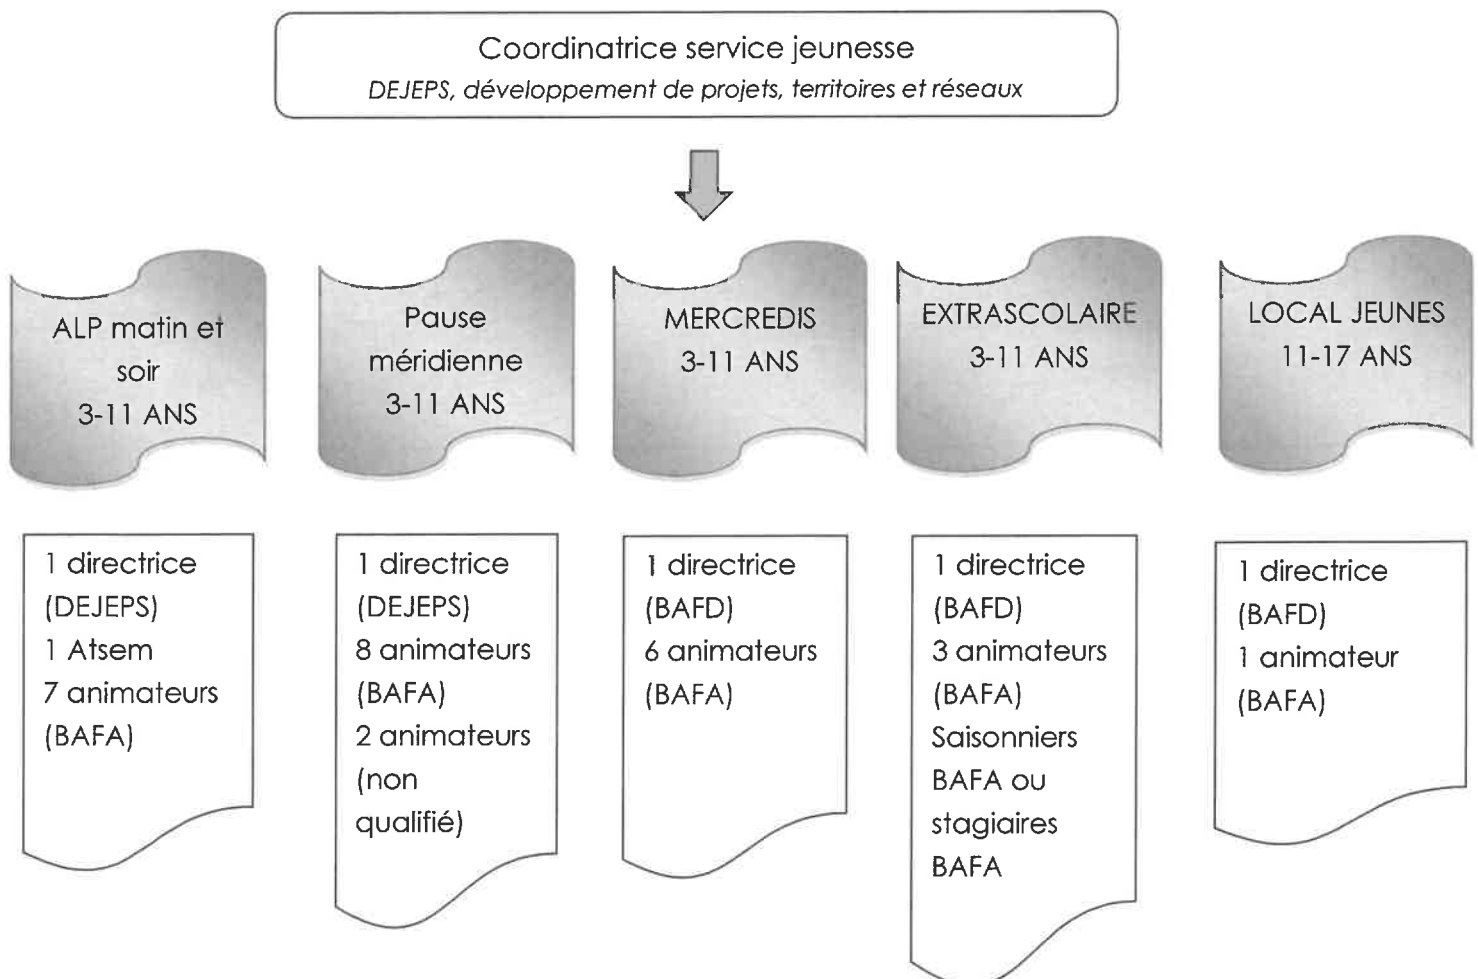 Coordinatrice service jeunesse
DEJEPS, développement de projets, territoires et réseaux
ALP matin et
soir
3-11 ANS
Pause
méridienne
3-11 ANS
MERCREDIS
3-11 ANS
EXTRASCOLAIRE
3-11 ANS
LOCAL JEUNES
11-17 ANS
1 directrice
(DEJEPS)
1 Atsem
7 animateurs
(BAFA)
1 directrice
(DEJEPS)
8 animateurs
(BAFA)
2 animateurs
(non
qualifié)
1 directrice
(BAFD)
6 animateurs
(BAFA)
1 directrice
(BAFD)
3 animateurs
(BAFA)
Saisonniers
BAFA ou
stagiaires
BAFA
1 directrice
(BAFD)
1 animateur
(BAFA)